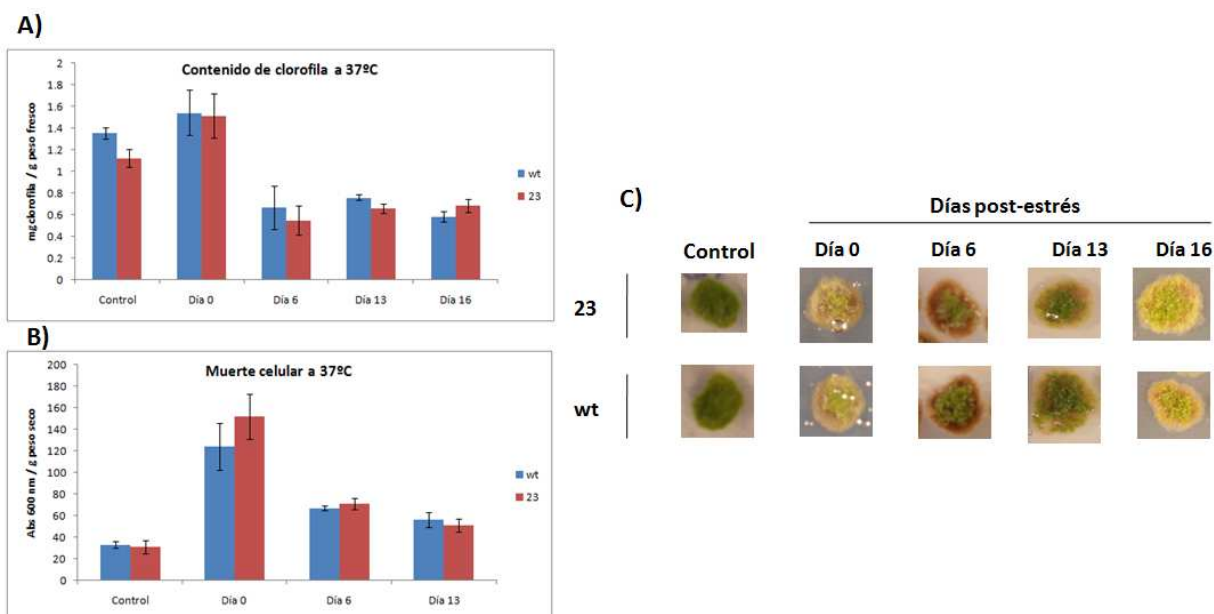 A)
Contenido de clorofila a 37ºC
mg clorofila / g peso fresco
2
1.8
1.6
1.4
1.2
1
0.8
0.6
0.4
0.2
0
Control Día 0 Día 6 Día 13 Día 16
wt
23
B)
Muerte celular a 37ºC
Abs 600 nm / g peso seco
200
180
160
140
120
100
80
60
40
20
0
Control Día 0 Día 6 Día 13
wt
23
C)
Días post-estrés
Control Día 0 Día 6 Día 13 Día 16
23
wt